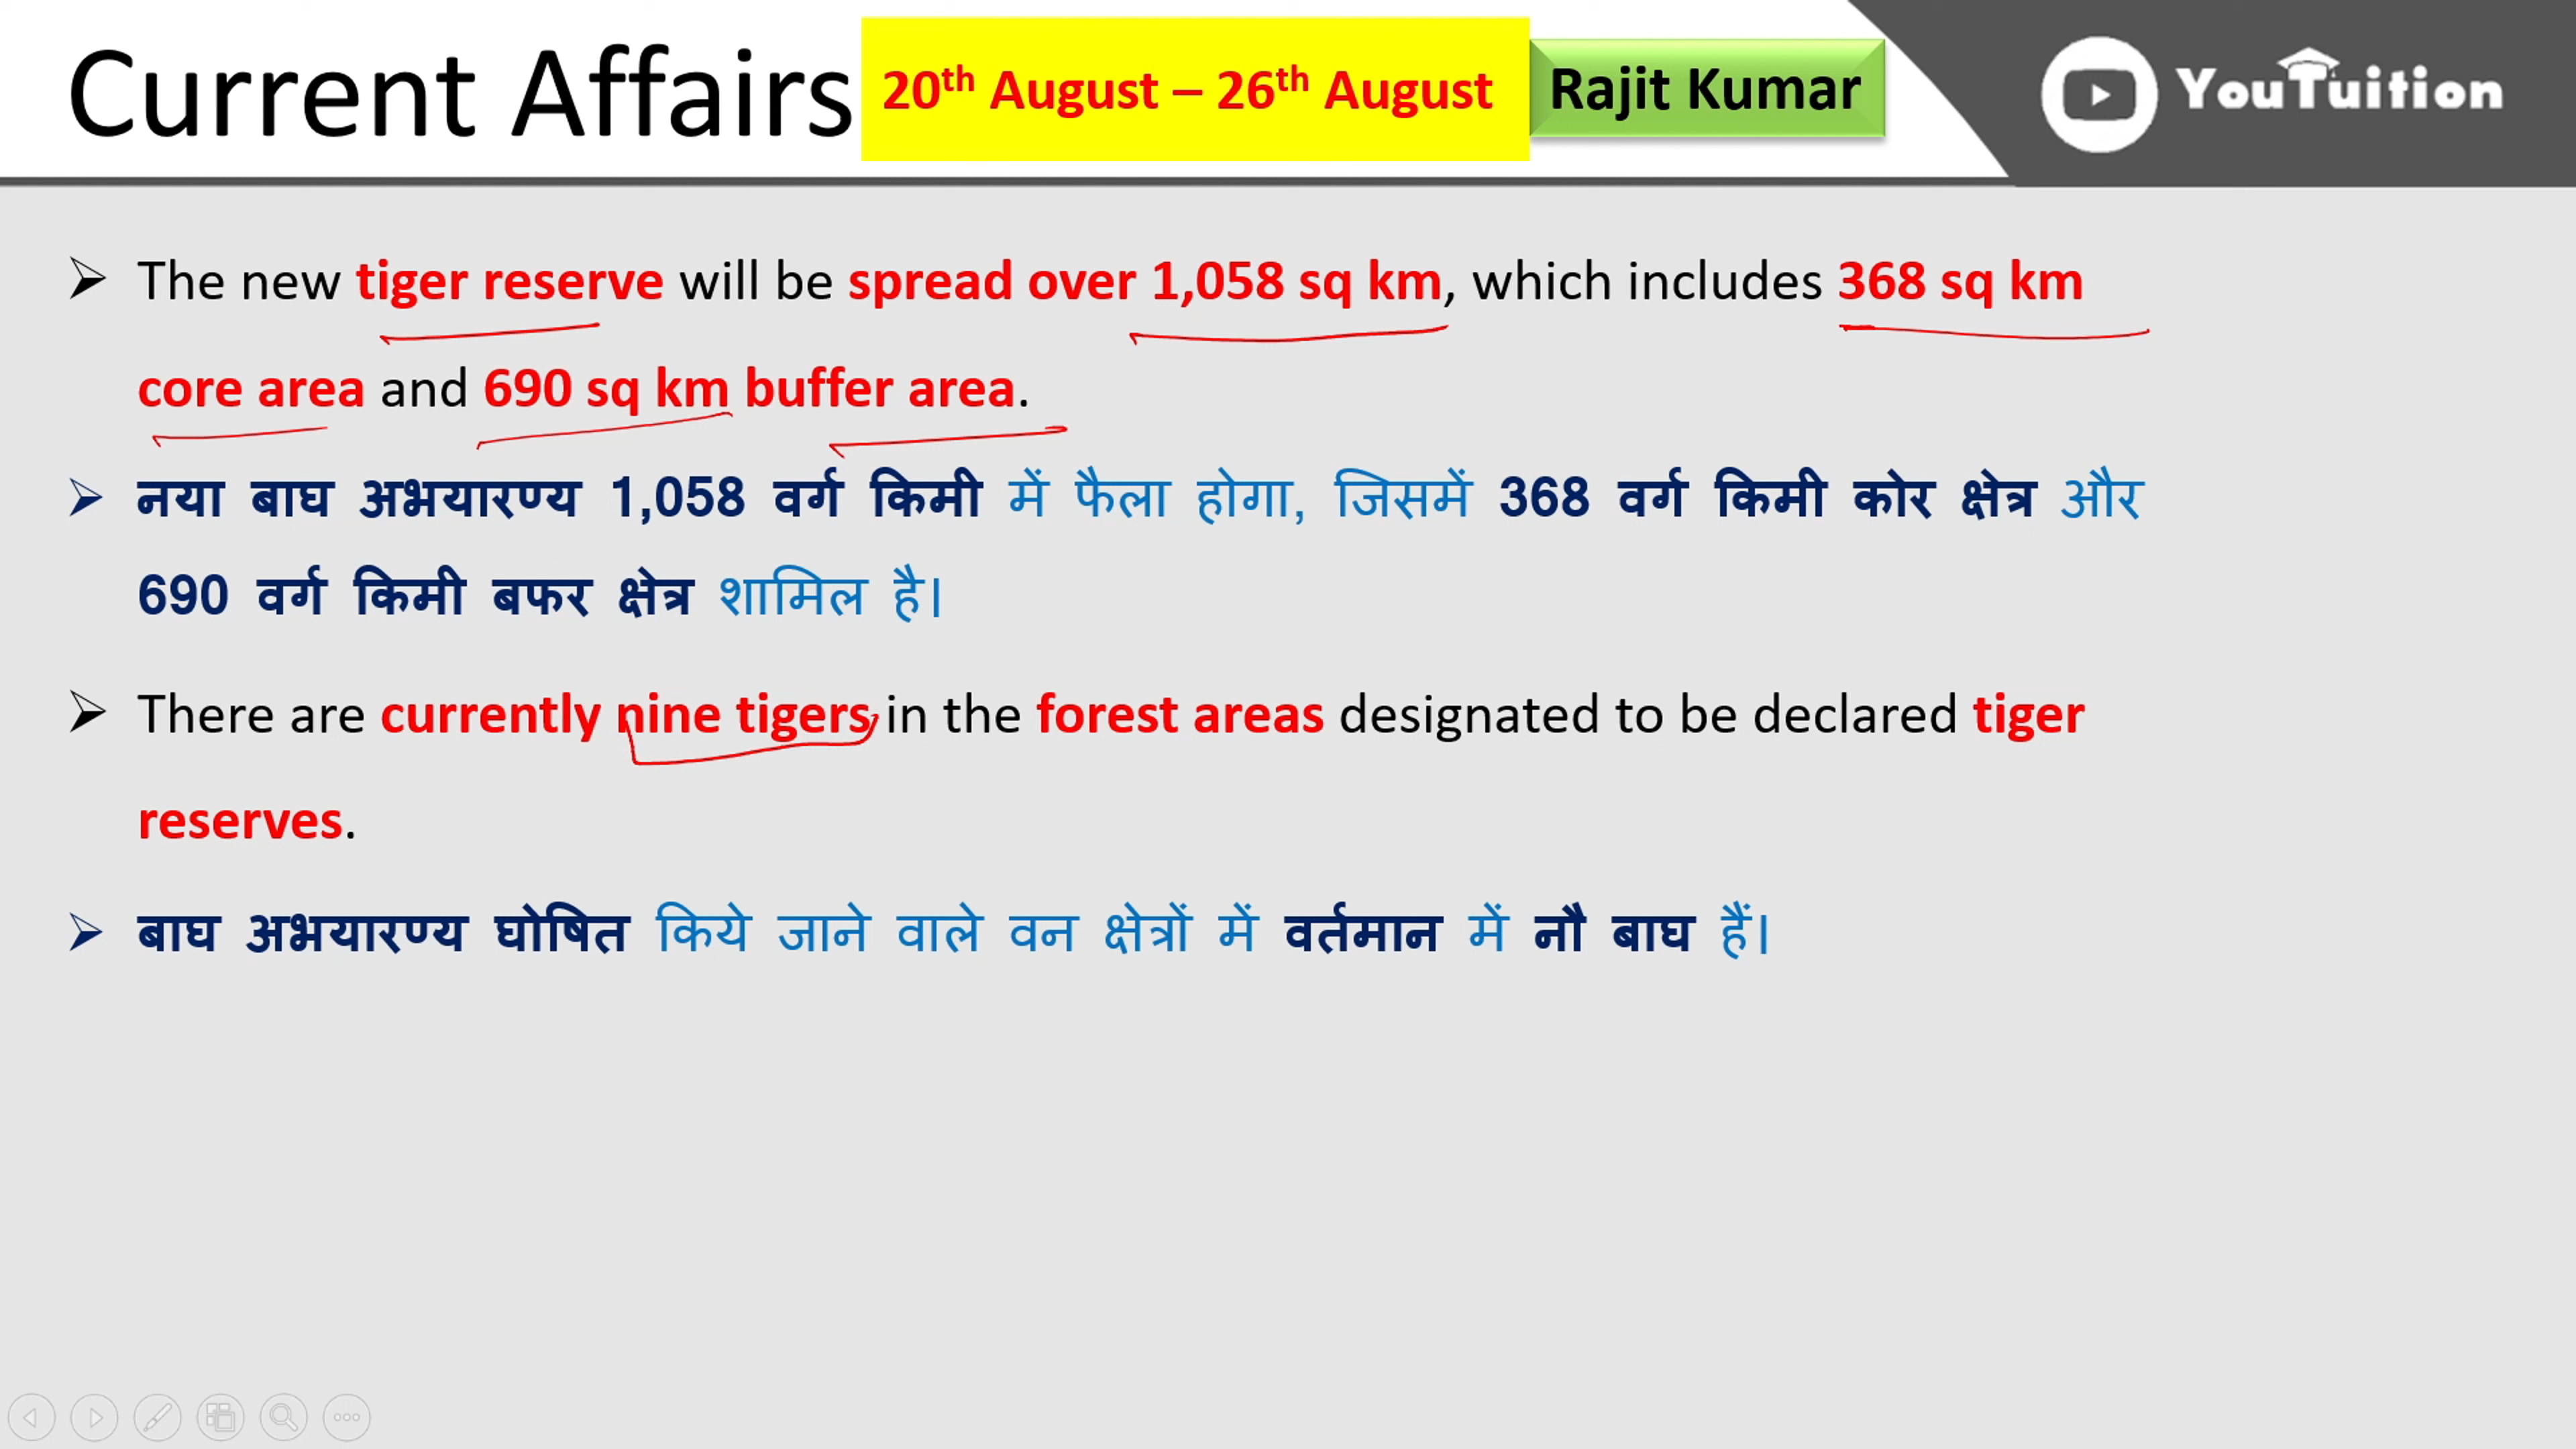 Current Affairs 20th August – 26th August Rajit Kumar YouTuition
The new tiger reserve will be spread over 1,058 sq km, which includes 368 sq km
core area and 690 sq km buffer area.
नया बाघ अभयारण्य 1,058 वर्ग किमी में फैला होगा, जिसमें 368 वर्ग किमी कोर क्षेत्र और
690 वर्ग किमी बफर क्षेत्र शामिल है।
There are currently nine tigers in the forest areas designated to be declared tiger
reserves.
बाघ अभयारण्य घोषित किये जाने वाले वन क्षेत्रों में वर्तमान में नौ बाघ हैं।